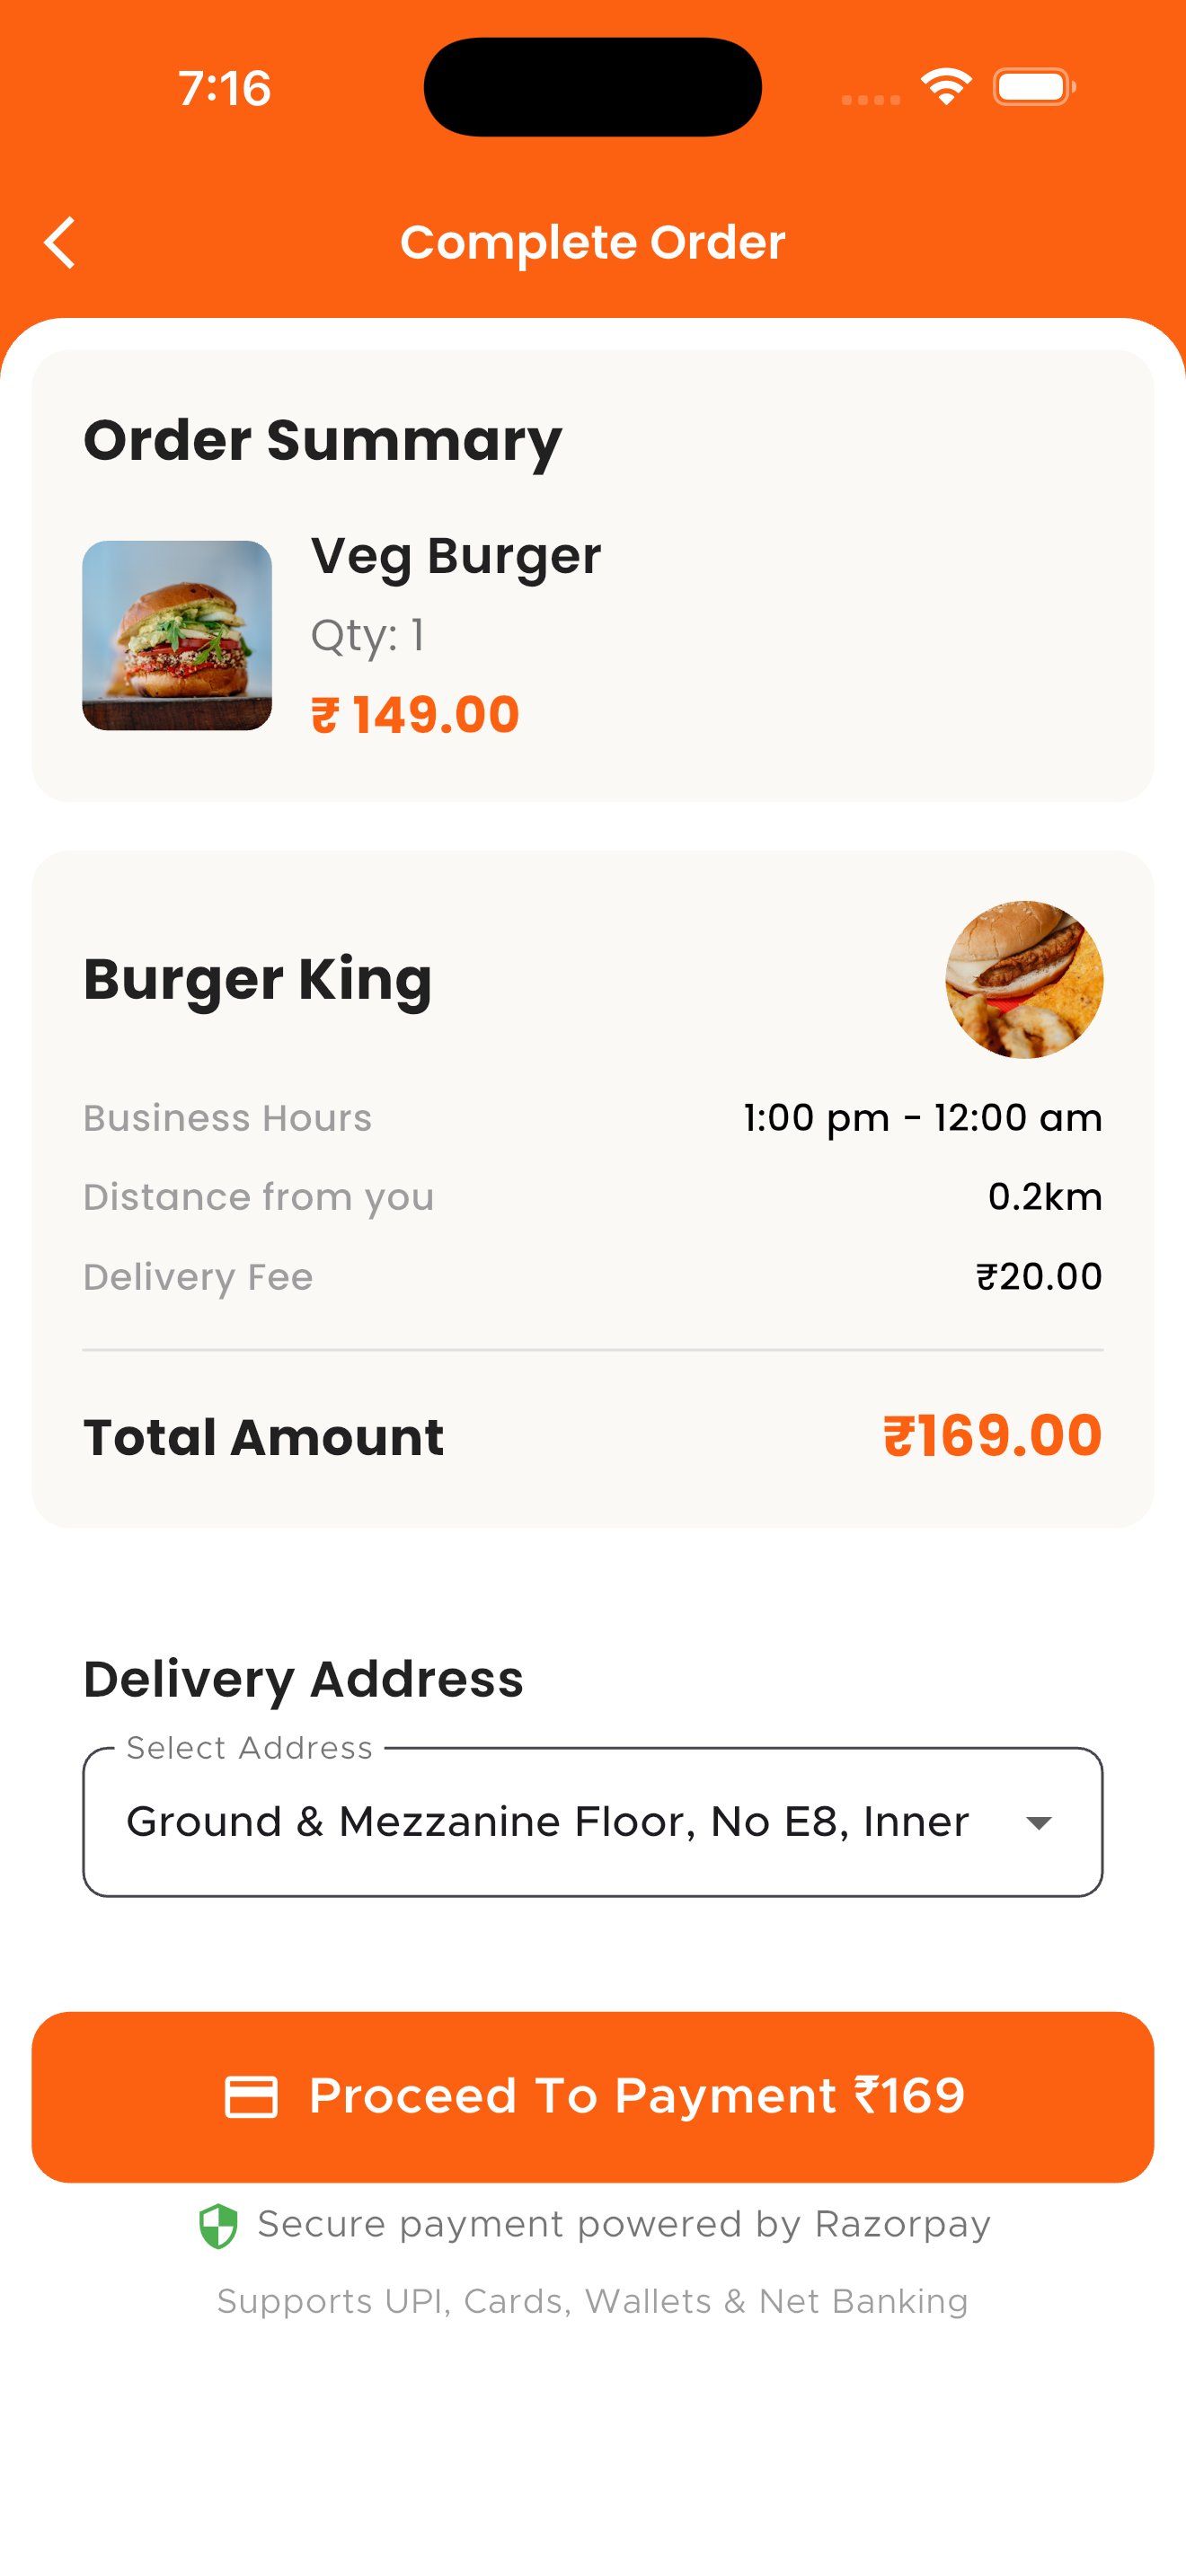 7:16
Complete Order
Order Summary
Veg Burger
Qty: 1
₹ 149.00
Burger King
Business Hours 1:00 pm - 12:00 am
Distance from you 0.2km
Delivery Fee ₹20.00
Total Amount ₹169.00
Delivery Address
Select Address
Ground & Mezzanine Floor, No E8, Inner
Proceed To Payment ₹169
Secure payment powered by Razorpay
Supports UPI, Cards, Wallets & Net Banking